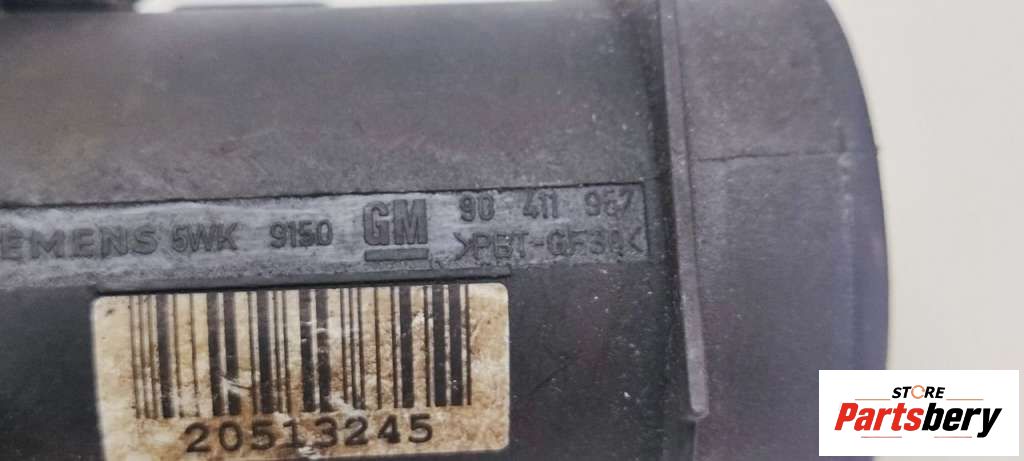 EMENS 5WK 9150 GM 90 411 957
>PBT-GF30<
20513245
STORE
Partsbery